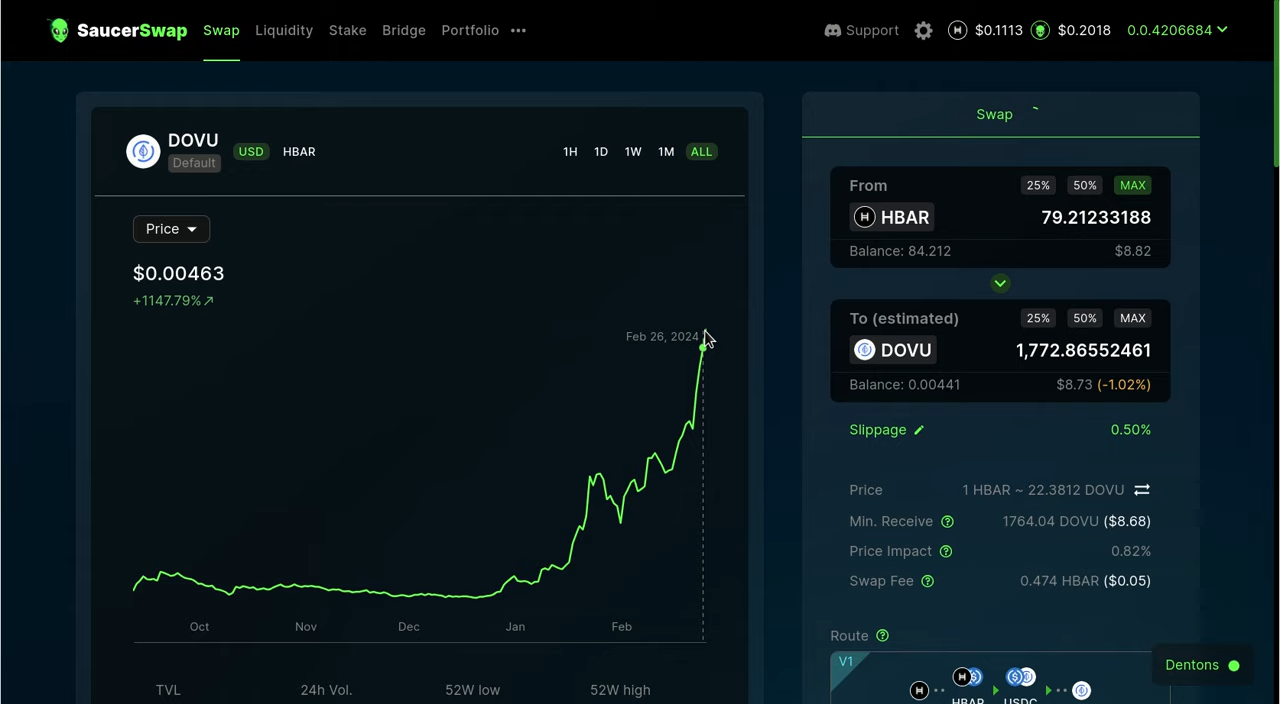 SaucerSwap Swap Liquidity Stake Bridge Portfolio ••• Support $0.1113 $0.2018 0.0.4206684
DOVU
Default
USD HBAR 1H 1D 1W 1M ALL
Price
$0.00463
+1147.79%
Feb 26, 2024
Oct Nov Dec Jan Feb
TVL 24h Vol. 52W low 52W high
Swap
From 25% 50% MAX
HBAR 79.21233188
Balance: 84.212 $8.82
To (estimated) 25% 50% MAX
DOVU 1,772.86552461
Balance: 0.00441 $8.73 (-1.02%)
Slippage 0.50%
Price 1 HBAR ~ 22.3812 DOVU
Min. Receive 1764.04 DOVU ($8.68)
Price Impact 0.82%
Swap Fee 0.474 HBAR ($0.05)
Route
V1
HBAR USDC
Dentons